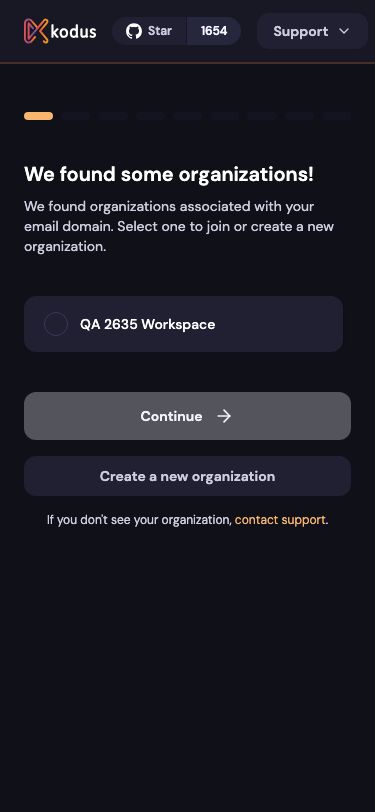 kodus
Star
1654
Support
We found some organizations!
We found organizations associated with your
email domain. Select one to join or create a new
organization.
QA 2635 Workspace
Continue
Create a new organization
If you don't see your organization, contact support.